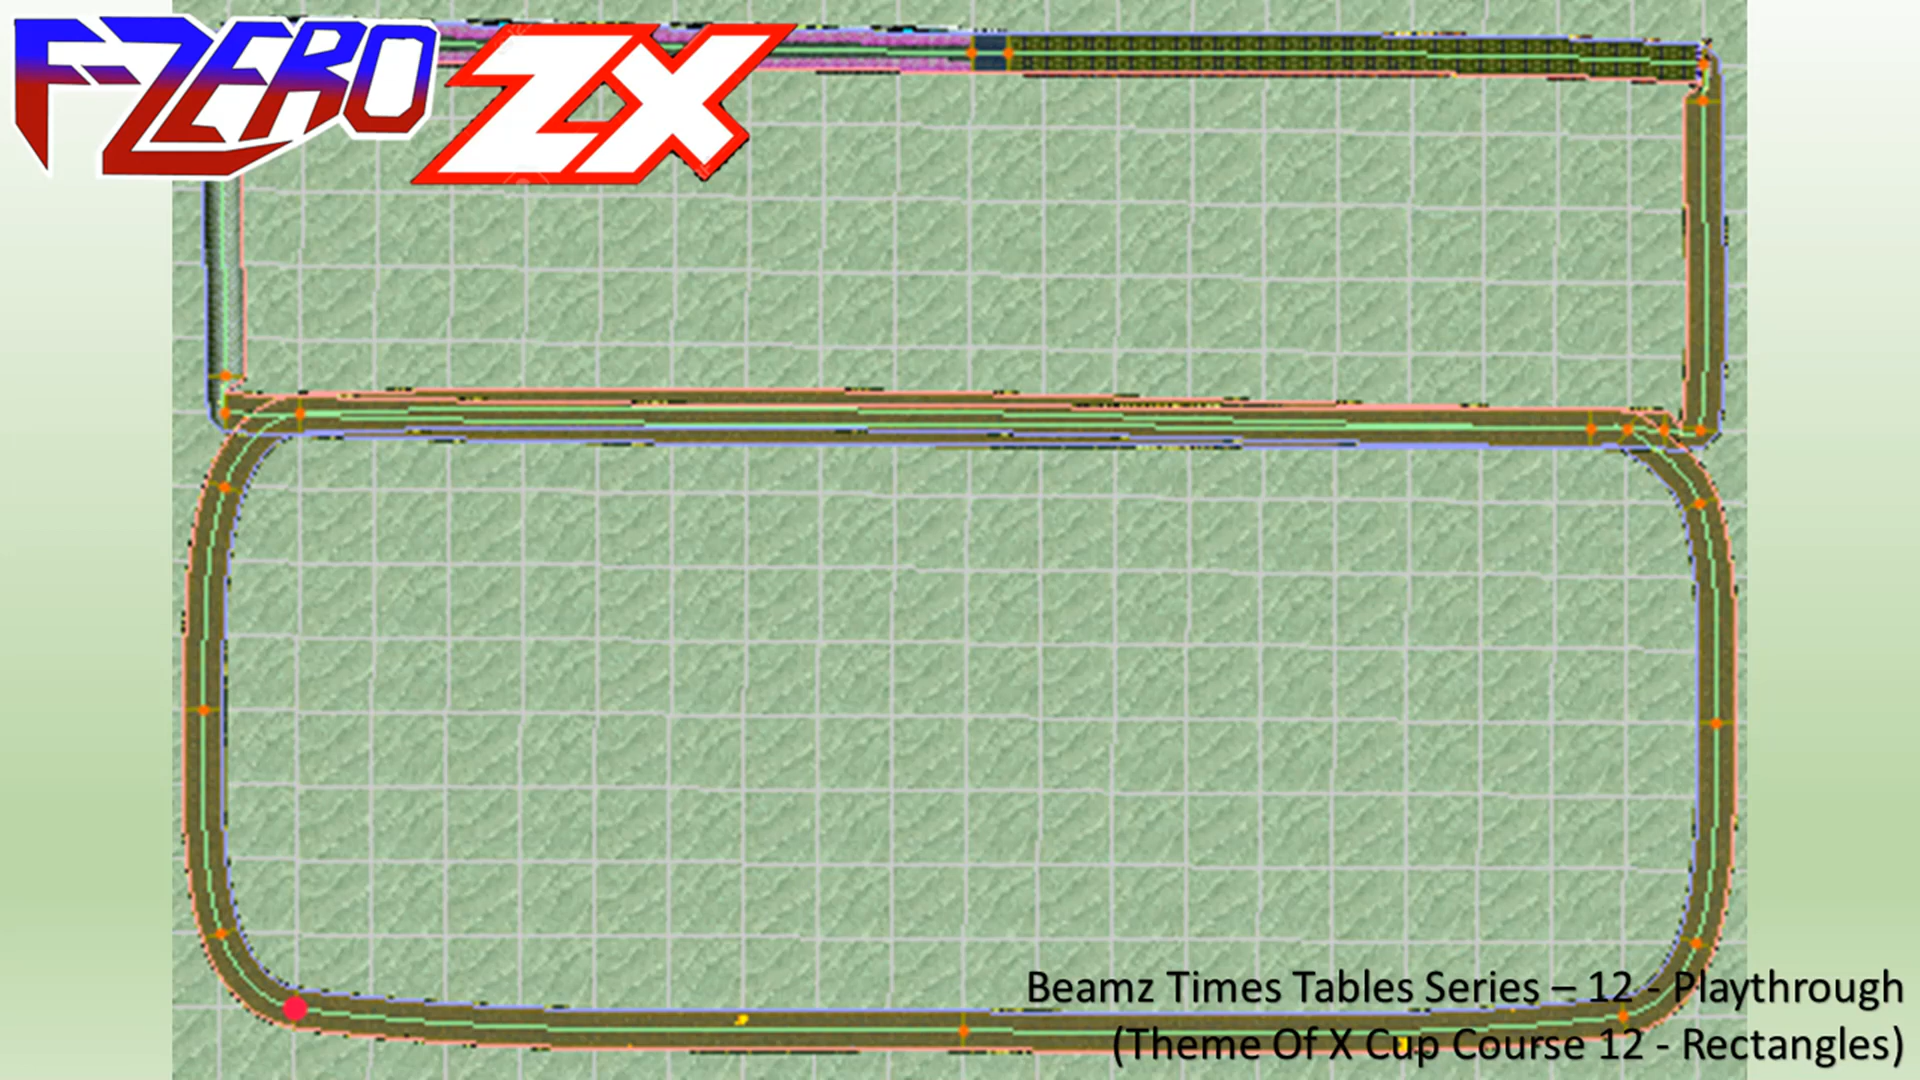 F-ZERO ZX
Beamz Times Tables Series – 12 - Playthrough
(Theme Of X Cup Course 12 - Rectangles)